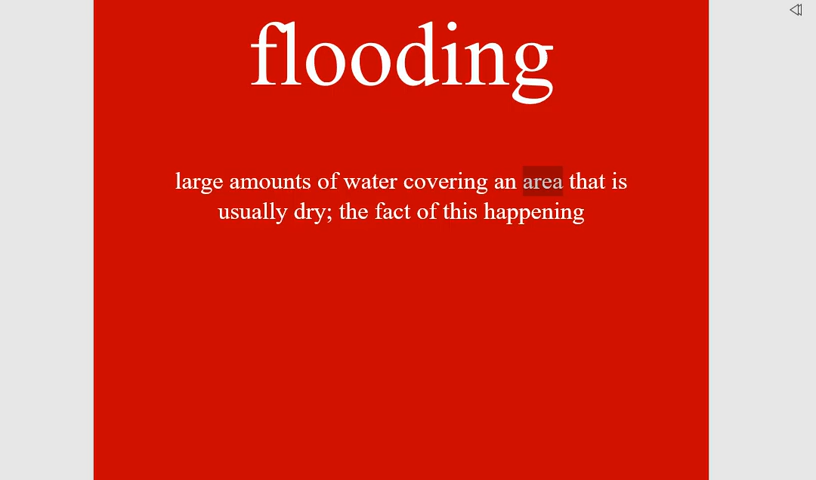 flooding
large amounts of water covering an area that is
usually dry; the fact of this happening